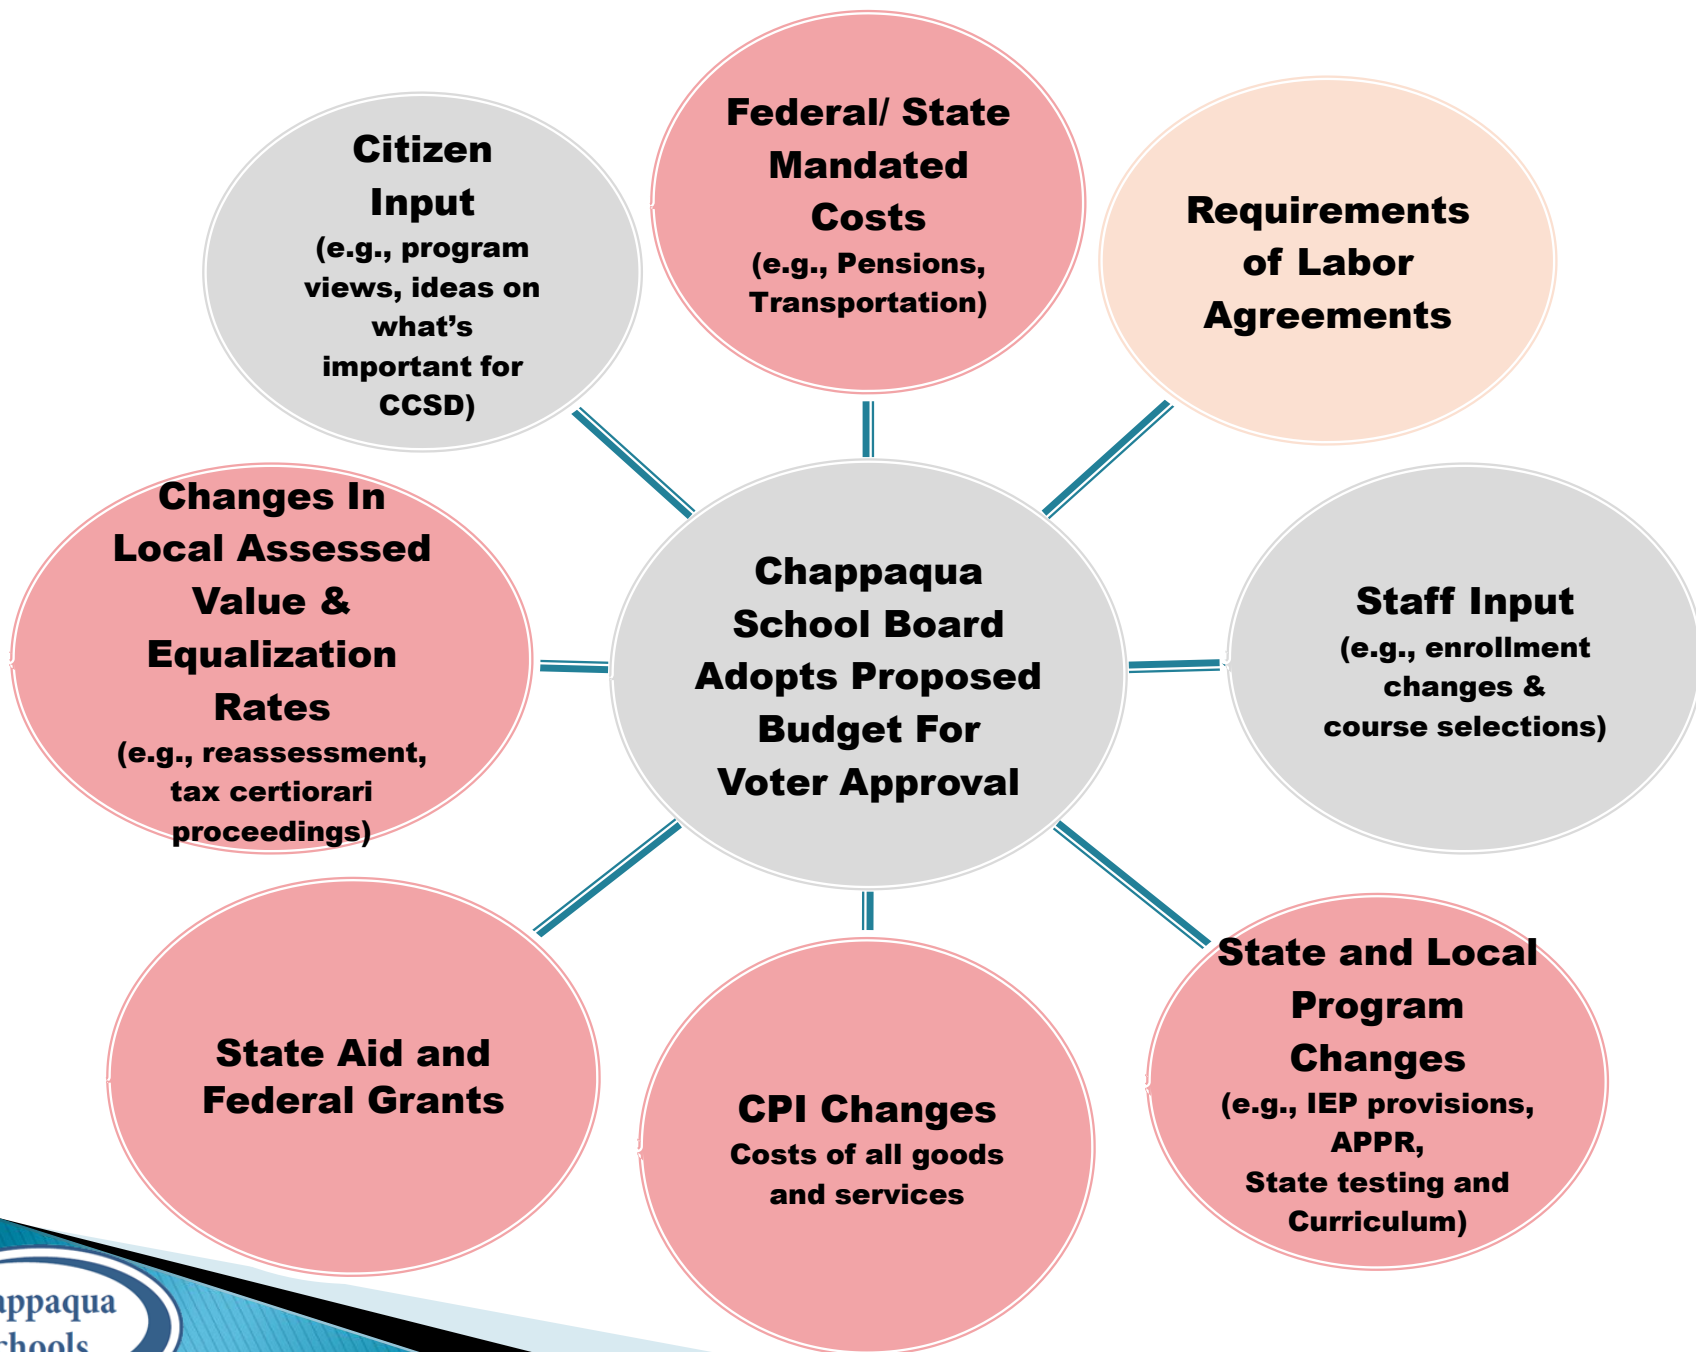 Federal/ State
Mandated
Costs
(e.g., Pensions,
Transportation)
Citizen
Input
(e.g., program
views, ideas on
what’s
important for
CCSD)
Requirements
of Labor
Agreements
Changes In
Local Assessed
Value &
Equalization
Rates
(e.g., reassessment,
tax certiorari
proceedings)
Chappaqua
School Board
Adopts Proposed
Budget For
Voter Approval
Staff Input
(e.g., enrollment
changes &
course selections)
State Aid and
Federal Grants
CPI Changes
Costs of all goods
and services
State and Local
Program
Changes
(e.g., IEP provisions,
APPR,
State testing and
Curriculum)
appaqua
chools